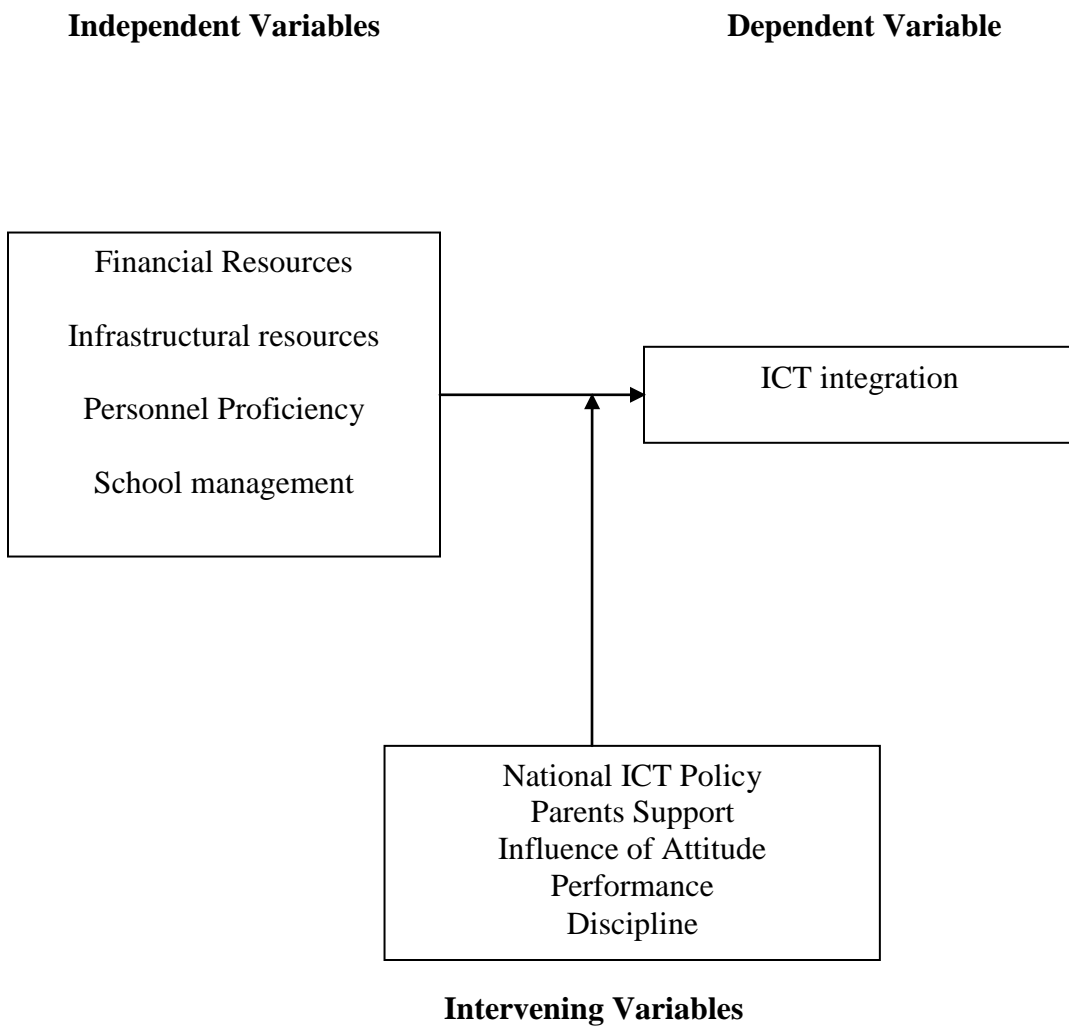 Independent Variables
Dependent Variable
Financial Resources
Infrastructural resources
Personnel Proficiency
School management
ICT integration
National ICT Policy
Parents Support
Influence of Attitude
Performance
Discipline
Intervening Variables